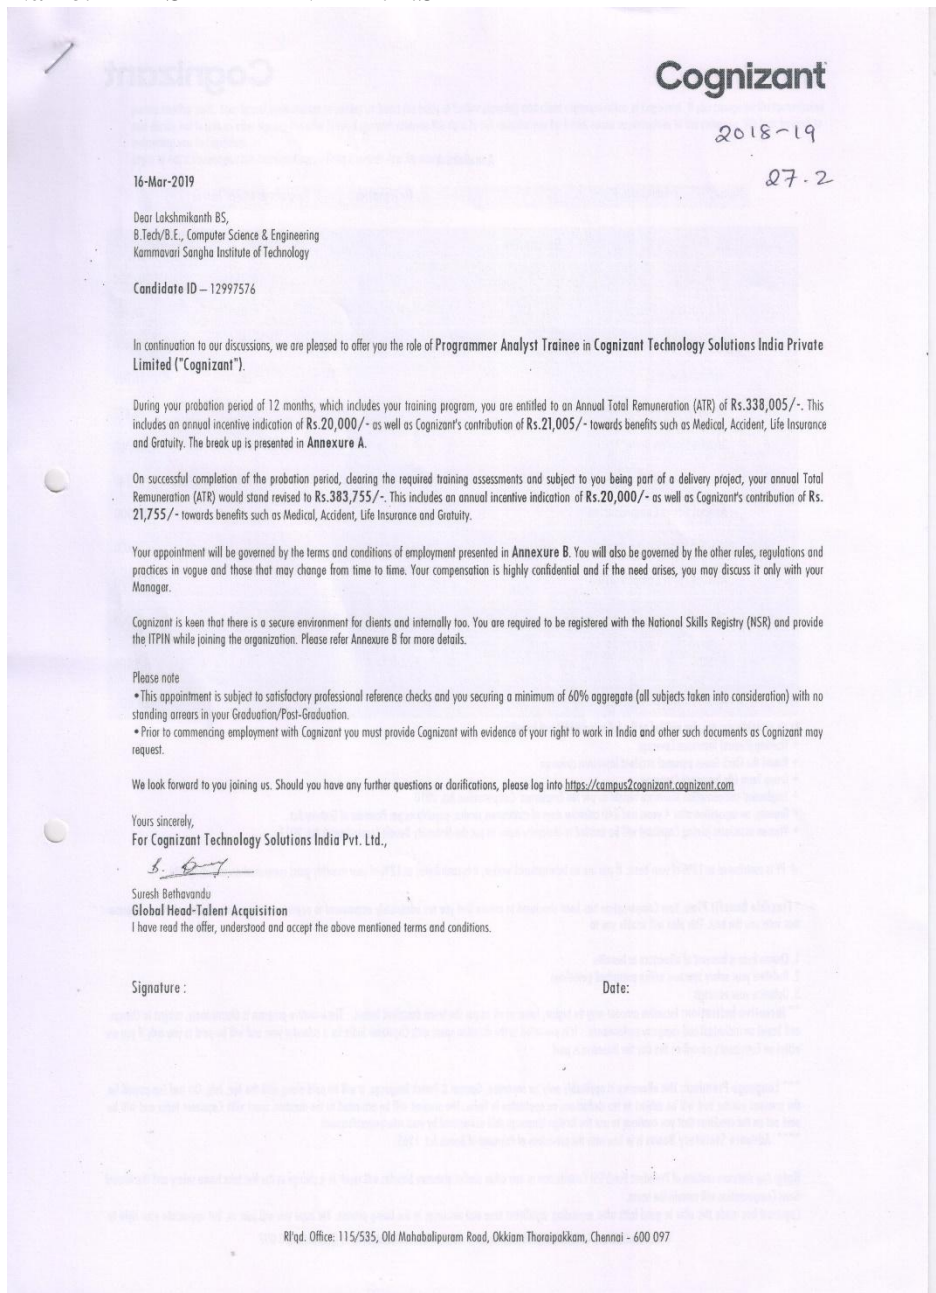 Cognizant
2018-19
27.2
16-Mar-2019
Dear Lakshmikanth BS,
B.Tech/B.E., Computer Science & Engineering
Kammavari Sangha Institute of Technology
Candidate ID – 12997576
In continuation to our discussions, we are pleased to offer you the role of Programmer Analyst Trainee in Cognizant Technology Solutions India Private
Limited ("Cognizant").
During your probation period of 12 months, which includes your training program, you are entitled to an Annual Total Remuneration (ATR) of Rs.338,005/-. This
includes an annual incentive indication of Rs.20,000/- as well as Cognizant's contribution of Rs.21,005/- towards benefits such as Medical, Accident, Life Insurance
and Gratuity. The break up is presented in Annexure A.
On successful completion of the probation period, clearing the required training assessments and subject to you being part of a delivery project, your annual Total
Remuneration (ATR) would stand revised to Rs.383,755/-. This includes an annual incentive indication of Rs.20,000/- as well as Cognizant's contribution of Rs.
21,755/- towards benefits such as Medical, Accident, Life Insurance and Gratuity.
Your appointment will be governed by the terms and conditions of employment presented in Annexure B. You will also be governed by the other rules, regulations and
practices in vogue and those that may change from time to time. Your compensation is highly confidential and if the need arises, you may discuss it only with your
Manager.
Cognizant is keen that there is a secure environment for clients and internally too. You are required to be registered with the National Skills Registry (NSR) and provide
the ITPIN while joining the organization. Please refer Annexure B for more details.
Please note
•This appointment is subject to satisfactory professional reference checks and you securing a minimum of 60% aggregate (all subjects taken into consideration) with no
standing arrears in your Graduation/Post-Graduation.
•Prior to commencing employment with Cognizant you must provide Cognizant with evidence of your right to work in India and other such documents as Cognizant may
request.
We look forward to you joining us. Should you have any further questions or clarifications, please log into https://campus2cognizant.cognizant.com
Yours sincerely,
For Cognizant Technology Solutions India Pvt. Ltd.,
Suresh Bethavandu
Global Head-Talent Acquisition
I have read the offer, understood and accept the above mentioned terms and conditions.
Signature :
Date:
Rl'qd. Office: 115/535, Old Mahabalipuram Road, Okkiam Thoraipakkam, Chennai - 600 097